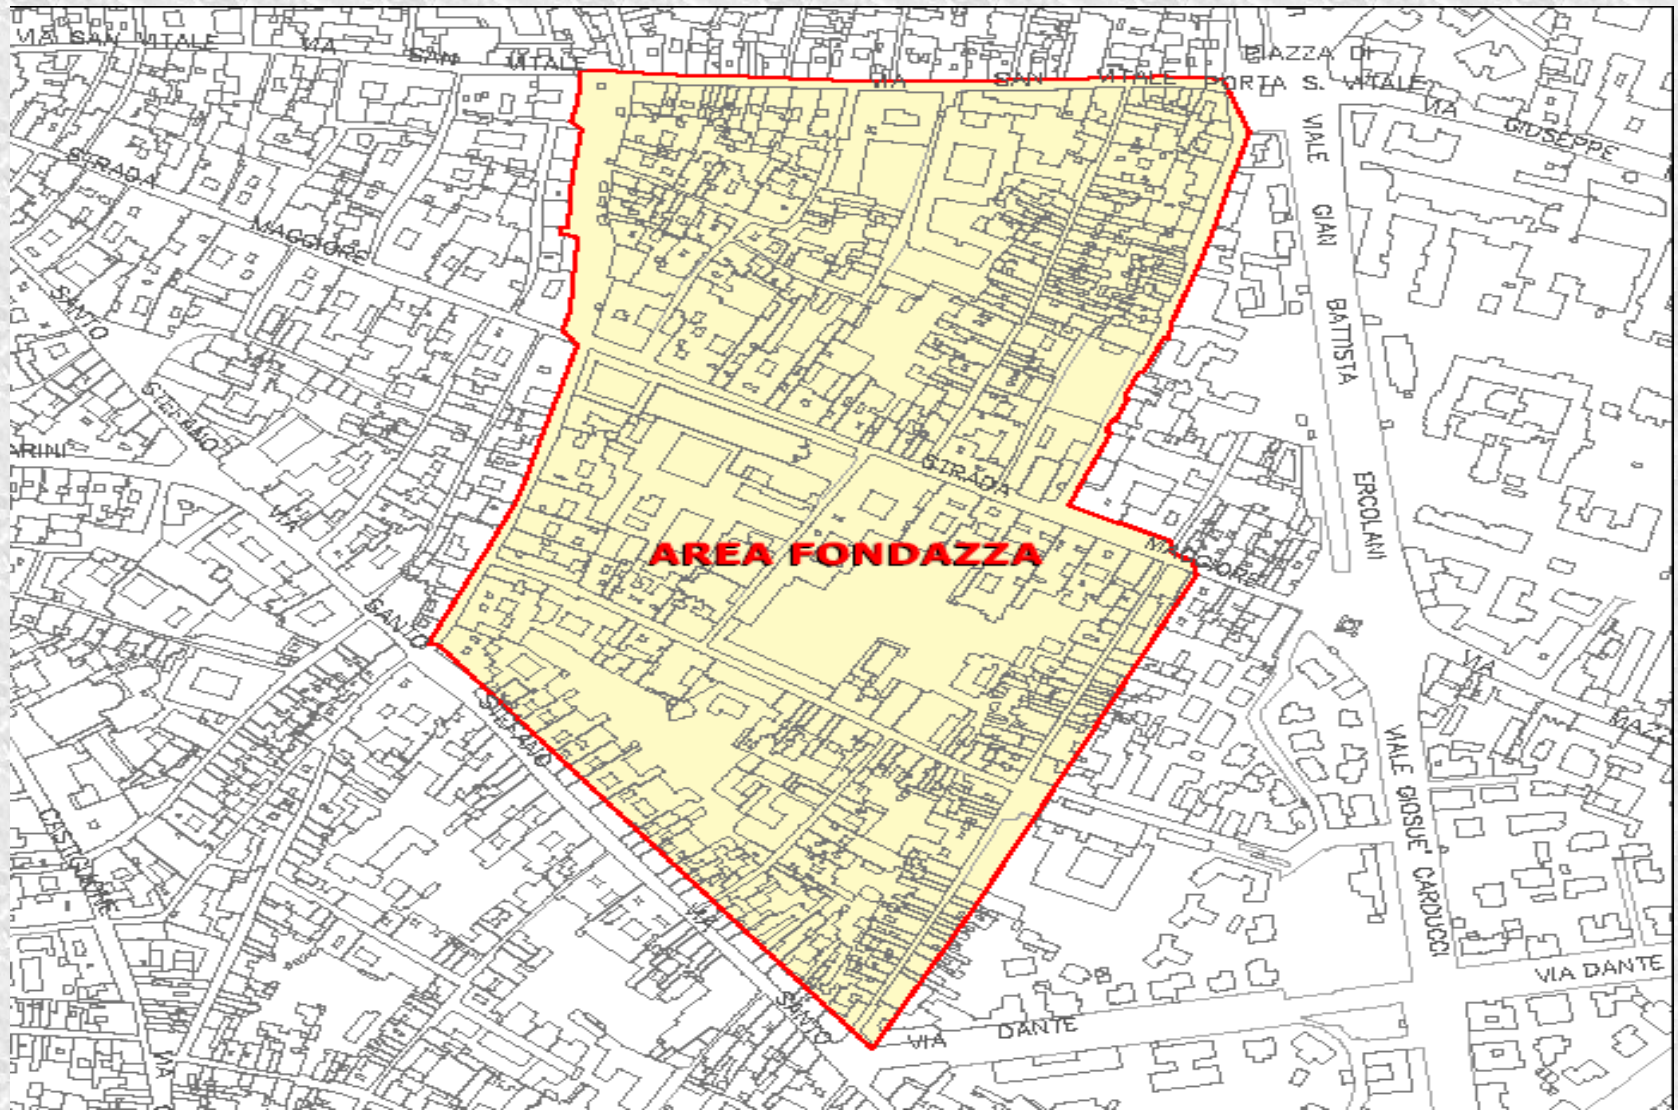 VIA SAN VITALE
VIA
SAN VITALE
PIAZZA DI
PORTA S. VITALE
VIA SAN VITALE
VIA GIUSEPPE
STRADA
MAGGIORE
VIALE GIAN BATTISTA ERCOLANI
SANTO
STEFANO
ARINI
VIA
STRADA
MAGGIORE
AREA FONDAZZA
SANTO
STEFANO
VIA
MAZZ
VIALE GIOSUE' CARDUCCI
CASTIGLIONE
VIA
VIA
SANTO
VIA DANTE
VIA DANTE